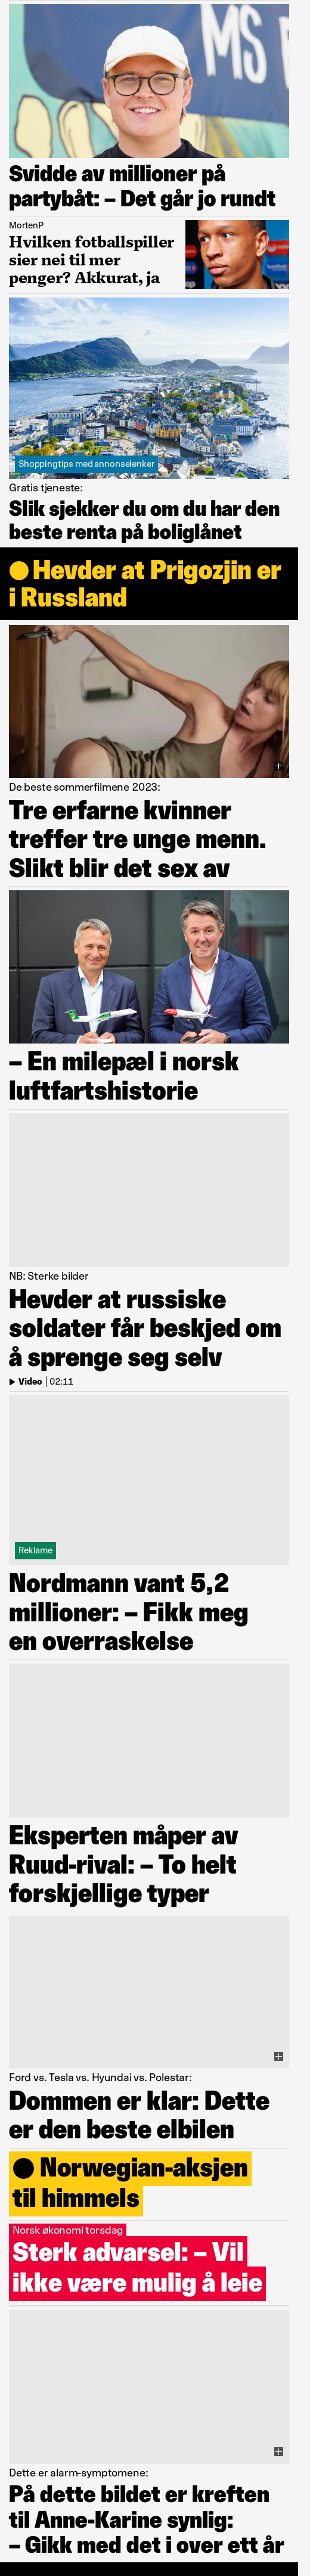 MS
Svidde av millioner på
partybåt: – Det går jo rundt
MortenP
Hvilken fotballspiller
sier nei til mer
penger? Akkurat, ja
Shoppingtips med annonselenker
Gratis tjeneste:
Slik sjekker du om du har den
beste renta på boliglånet
Hevder at Prigozjin er
i Russland
De beste sommerfilmene 2023:
Tre erfarne kvinner
treffer tre unge menn.
Slikt blir det sex av
– En milepæl i norsk
luftfartshistorie
NB: Sterke bilder
Hevder at russiske
soldater får beskjed om
å sprenge seg selv
Video | 02:11
Reklame
Nordmann vant 5,2
millioner: – Fikk meg
en overraskelse
Eksperten måper av
Ruud-rival: – To helt
forskjellige typer
Ford vs. Tesla vs. Hyundai vs. Polestar:
Dommen er klar: Dette
er den beste elbilen
Norwegian-aksjen
til himmels
Norsk økonomi torsdag
Sterk advarsel: – Vil
ikke være mulig å leie
Dette er alarm-symptomene:
På dette bildet er kreften
til Anne-Karine synlig:
– Gikk med det i over ett år